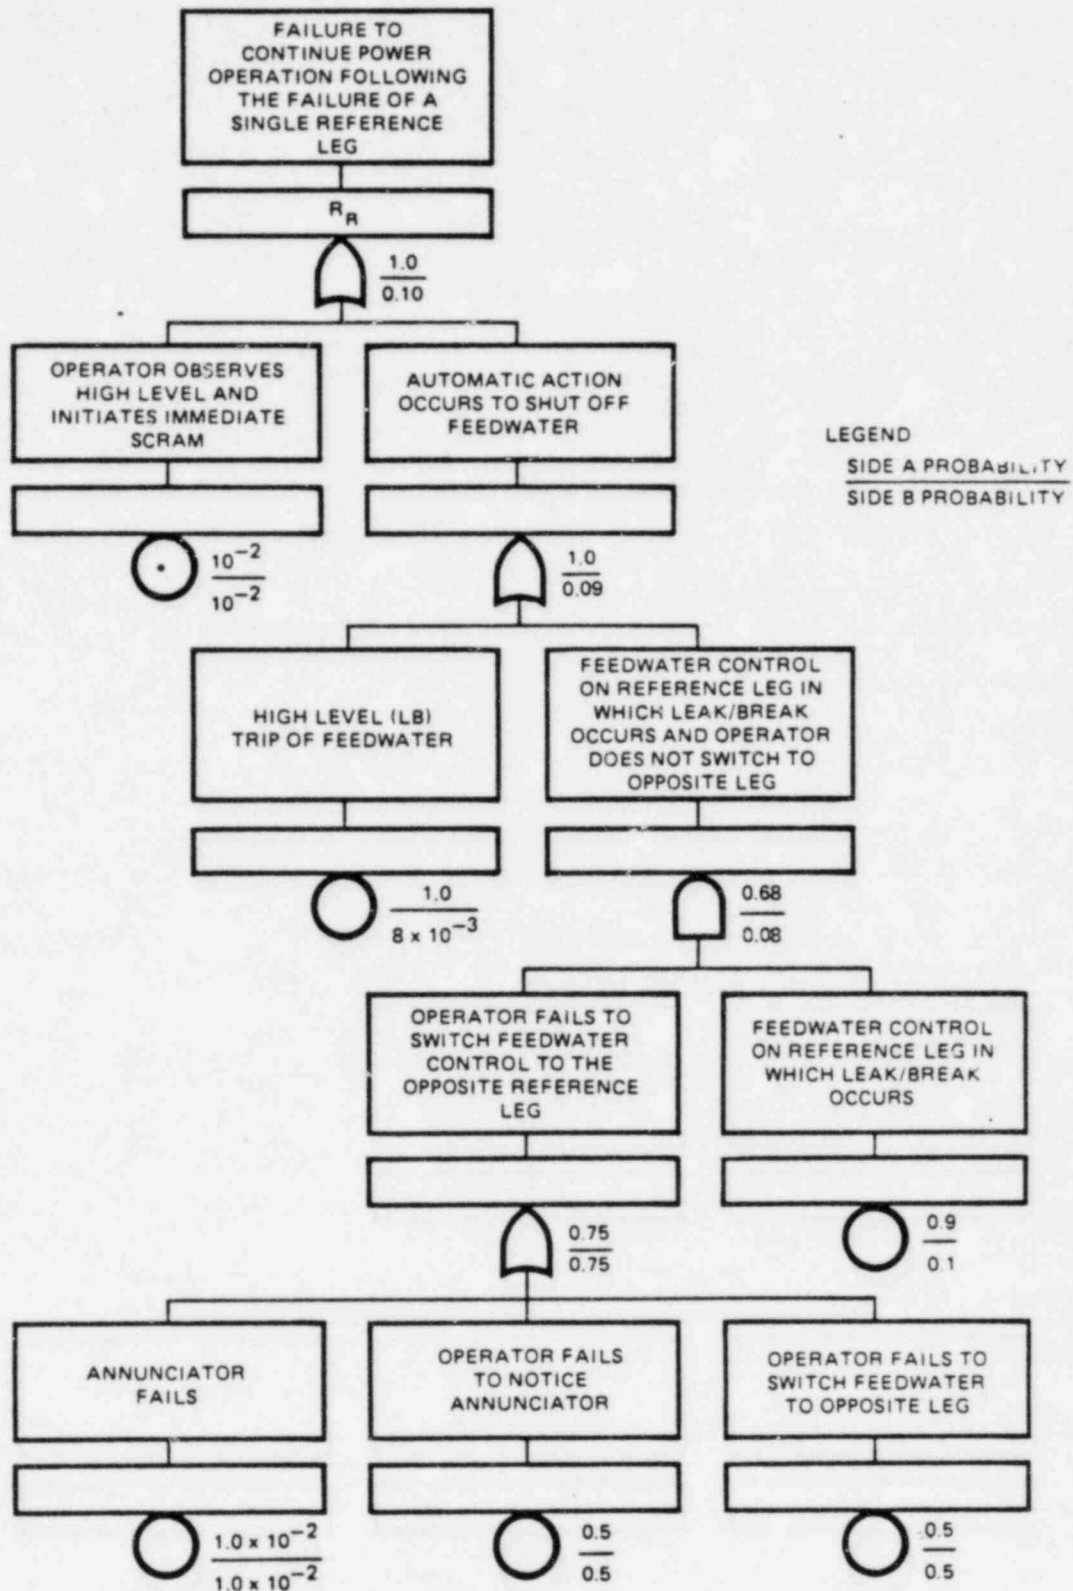 FAILURE TO
CONTINUE POWER
OPERATION FOLLOWING
THE FAILURE OF A
SINGLE REFERENCE
LEG
R_R
1.0
0.10
OPERATOR OBSERVES
HIGH LEVEL AND
INITIATES IMMEDIATE
SCRAM
10^-2
10^-2
AUTOMATIC ACTION
OCCURS TO SHUT OFF
FEEDWATER
1.0
0.09
LEGEND
SIDE A PROBABILITY
SIDE B PROBABILITY
HIGH LEVEL (L8)
TRIP OF FEEDWATER
1.0
8 x 10^-3
FEEDWATER CONTROL
ON REFERENCE LEG IN
WHICH LEAK/BREAK
OCCURS AND OPERATOR
DOES NOT SWITCH TO
OPPOSITE LEG
0.68
0.08
OPERATOR FAILS TO
SWITCH FEEDWATER
CONTROL TO THE
OPPOSITE REFERENCE
LEG
0.75
0.75
FEEDWATER CONTROL
ON REFERENCE LEG IN
WHICH LEAK/BREAK
OCCURS
0.9
0.1
ANNUNCIATOR
FAILS
1.0 x 10^-2
1.0 x 10^-2
OPERATOR FAILS
TO NOTICE
ANNUNCIATOR
0.5
0.5
OPERATOR FAILS TO
SWITCH FEEDWATER
TO OPPOSITE LEG
0.5
0.5